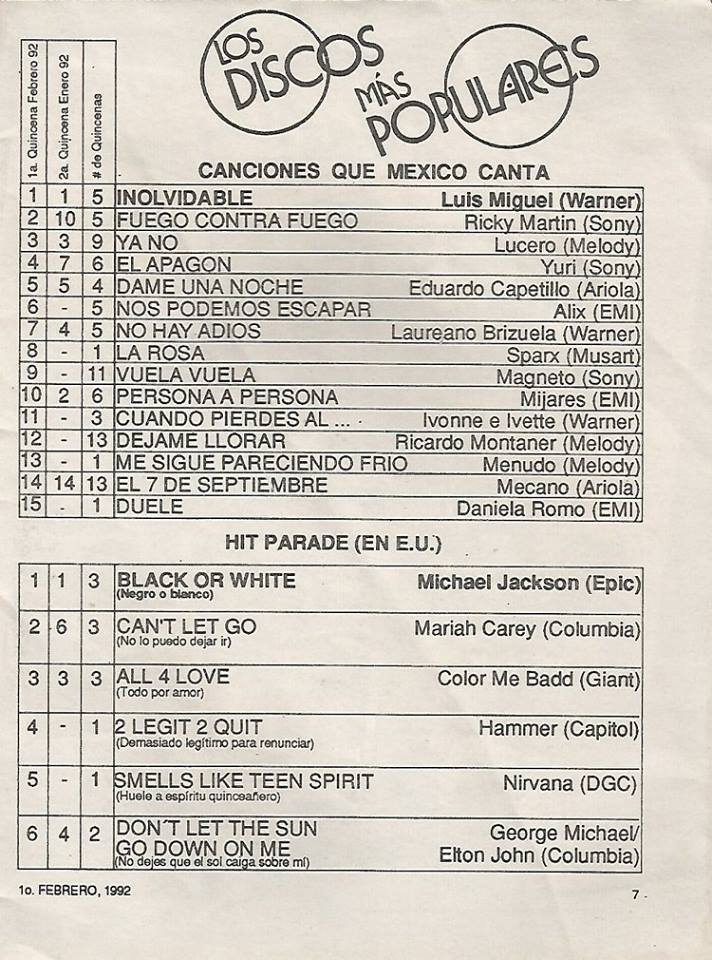 LOS
DISCOS
MÁS
POPULARES
1a. Quincena Febrero 92
2a. Quincena Enero 92
# de Quincenas
CANCIONES QUE MEXICO CANTA
1 1 5 INOLVIDABLE Luis Miguel (Warner)
2 10 5 FUEGO CONTRA FUEGO Ricky Martin (Sony)
3 3 9 YA NO Lucero (Melody)
4 7 6 EL APAGON Yuri (Sony)
5 5 4 DAME UNA NOCHE Eduardo Capetillo (Ariola)
6 - 5 NOS PODEMOS ESCAPAR Alix (EMI)
7 4 5 NO HAY ADIOS Laureano Brizuela (Warner)
8 - 1 LA ROSA Sparx (Musart)
9 - 11 VUELA VUELA Magneto (Sony)
10 2 6 PERSONA A PERSONA Mijares (EMI)
11 - 3 CUANDO PIERDES AL ... Ivonne e Ivette (Warner)
12 - 13 DEJAME LLORAR Ricardo Montaner (Melody)
13 - 1 ME SIGUE PARECIENDO FRIO Menudo (Melody)
14 14 13 EL 7 DE SEPTIEMBRE Mecano (Ariola)
15 - 1 DUELE Daniela Romo (EMI)
HIT PARADE (EN E.U.)
1 1 3 BLACK OR WHITE Michael Jackson (Epic)
(Negro o blanco)
2 6 3 CAN'T LET GO Mariah Carey (Columbia)
(No lo puedo dejar ir)
3 3 3 ALL 4 LOVE Color Me Badd (Giant)
(Todo por amor)
4 - 1 2 LEGIT 2 QUIT Hammer (Capitol)
(Demasiado legítimo para renunciar)
5 - 1 SMELLS LIKE TEEN SPIRIT Nirvana (DGC)
(Huele a espíritu quinceañero)
6 4 2 DON´T LET THE SUN George Michael/
GO DOWN ON ME Elton John (Columbia)
(No dejes que el sol caiga sobre mí)
1o. FEBRERO, 1992 7